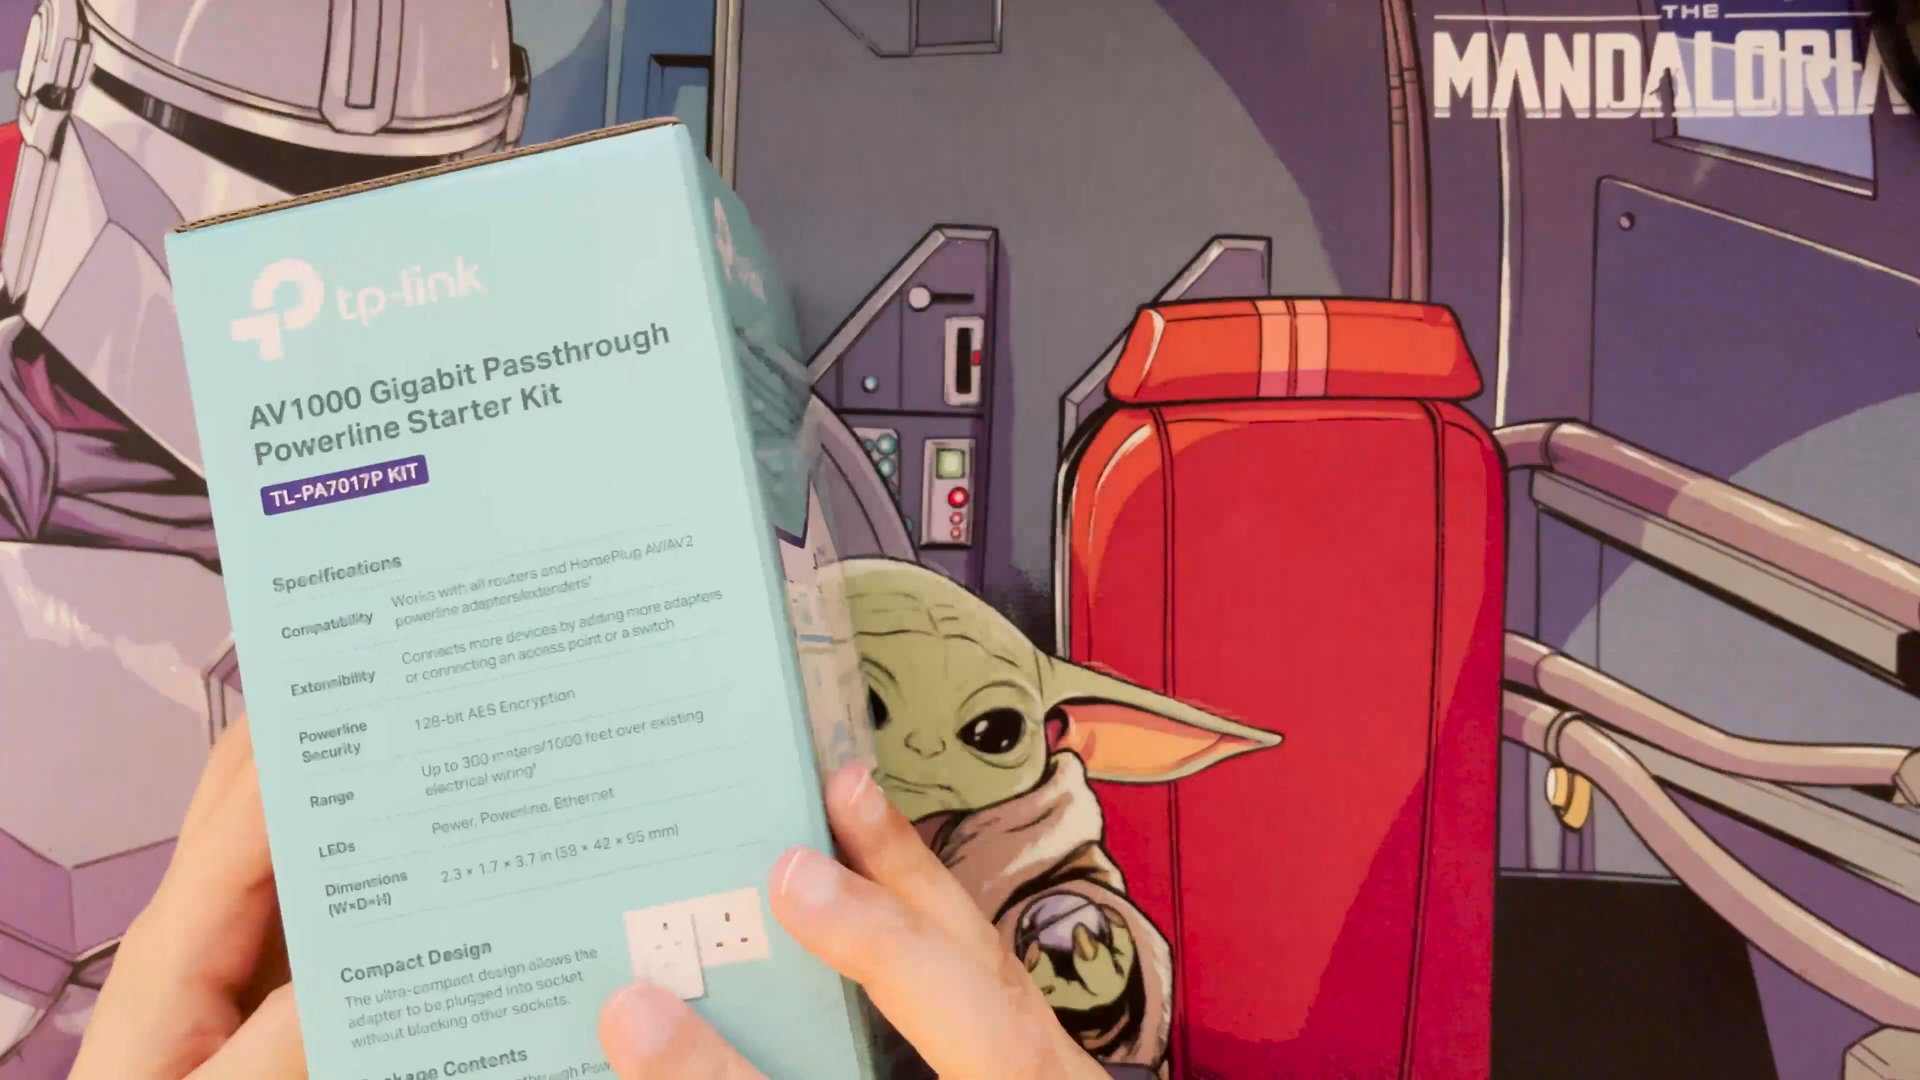 THE
MANDALORIA
tp-link
AV1000 Gigabit Passthrough
Powerline Starter Kit
TL-PA7017P KIT
Specifications
Compatibility
Works with all routers and HomePlug AV/AV2
powerline adapters/extenders¹
Extensibility
Connects more devices by adding more adapters
or connecting an access point or a switch
Powerline
Security
128-bit AES Encryption
Range
Up to 300 meters/1000 feet over existing
electrical wiring¹
LEDs
Power, Powerline, Ethernet
Dimensions
(W×D×H)
2.3 × 1.7 × 3.7 in (58 × 42 × 95 mm)
Compact Design
The ultra-compact design allows the
adapter to be plugged into socket
without blocking other sockets.
Contents